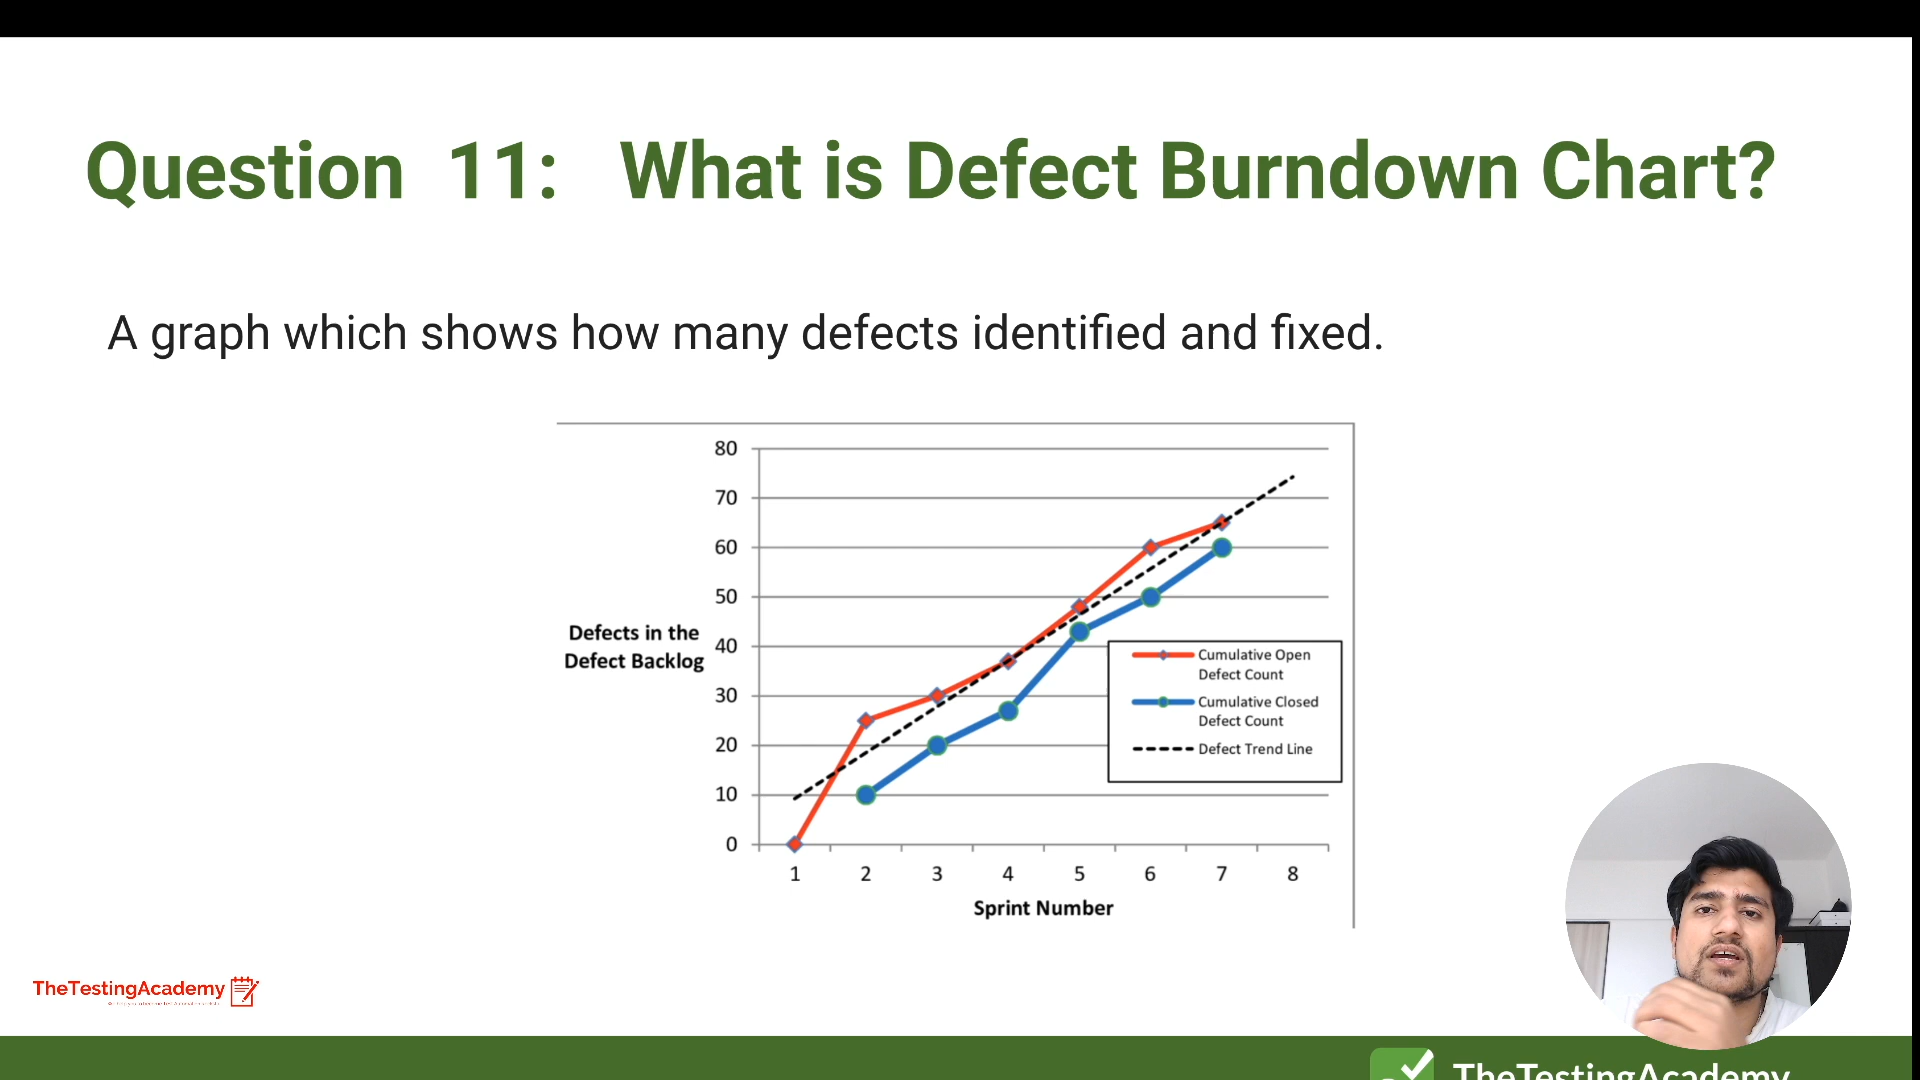 Question 11: What is Defect Burndown Chart?
A graph which shows how many defects identified and fixed.
80
70
60
50
40
30
20
10
0
Defects in the
Defect Backlog
Cumulative Open
Defect Count
Cumulative Closed
Defect Count
Defect Trend Line
1 2 3 4 5 6 7 8
Sprint Number
TheTestingAcademy
TheTestingAcademy